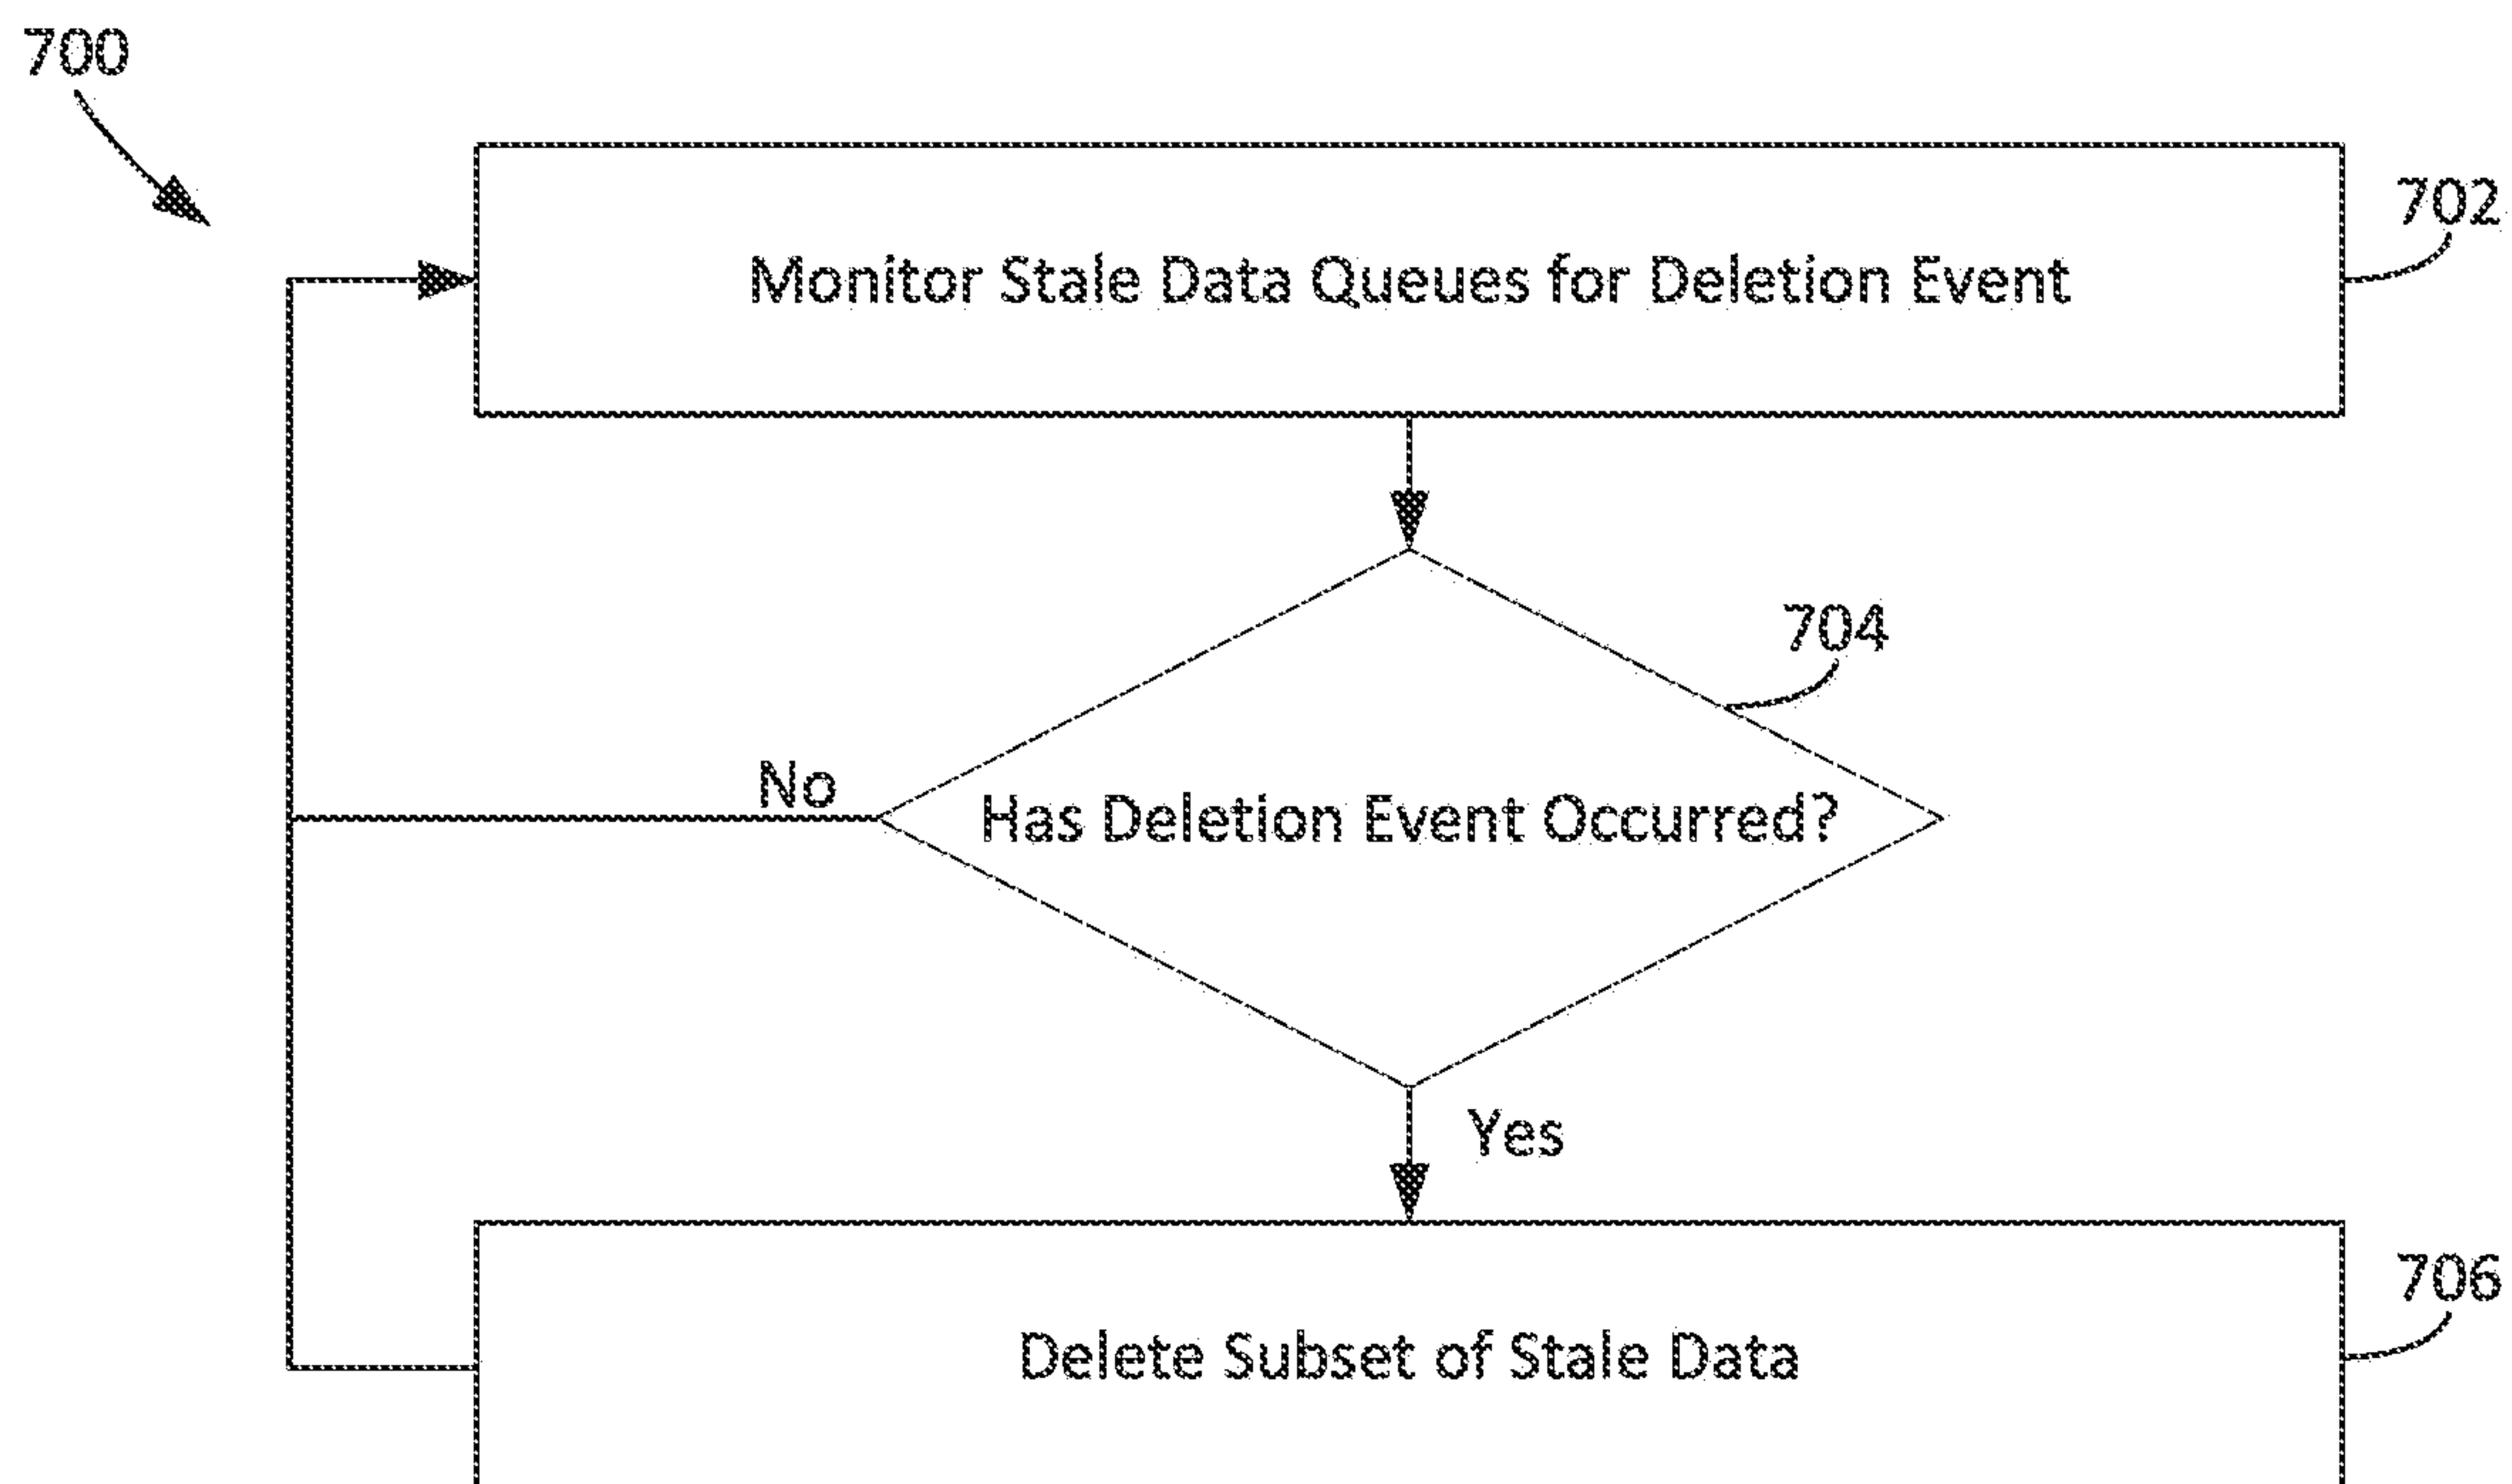 700
702
Monitor Stale Data Queues for Deletion Event
704
No
Has Deletion Event Occurred?
Yes
706
Delete Subset of Stale Data